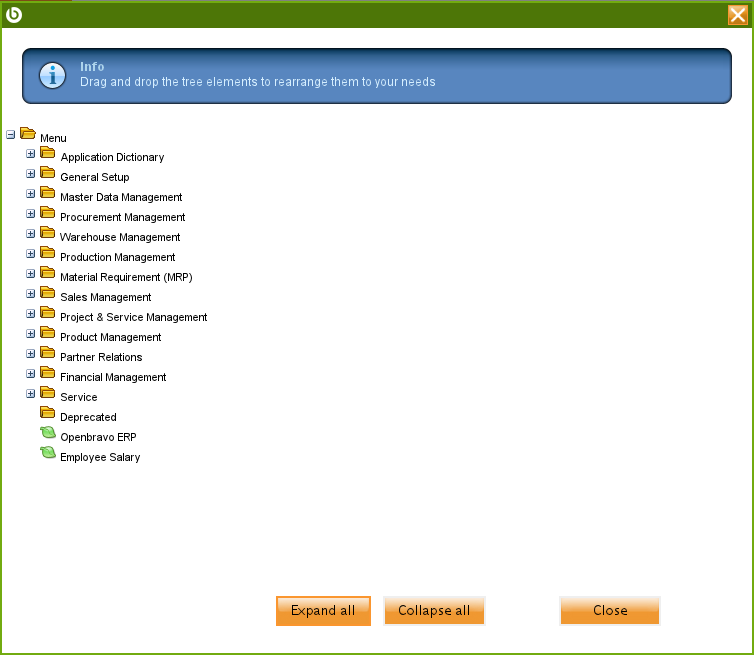 Info
Drag and drop the tree elements to rearrange them to your needs
Menu
Application Dictionary
General Setup
Master Data Management
Procurement Management
Warehouse Management
Production Management
Material Requirement (MRP)
Sales Management
Project & Service Management
Product Management
Partner Relations
Financial Management
Service
Deprecated
Openbravo ERP
Employee Salary
Expand all Collapse all Close